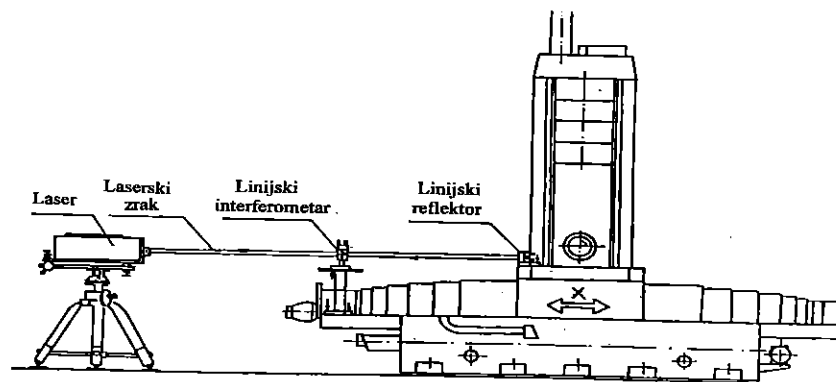 Laser
Laserski
zrak
Linijski
interferometar
Linijski
reflektor
X